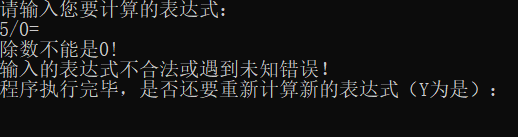 请输入您要计算的表达式：
5/0=
除数不能是0!
输入的表达式不合法或遇到未知错误!
程序执行完毕，是否还要重新计算新的表达式（Y为是）：